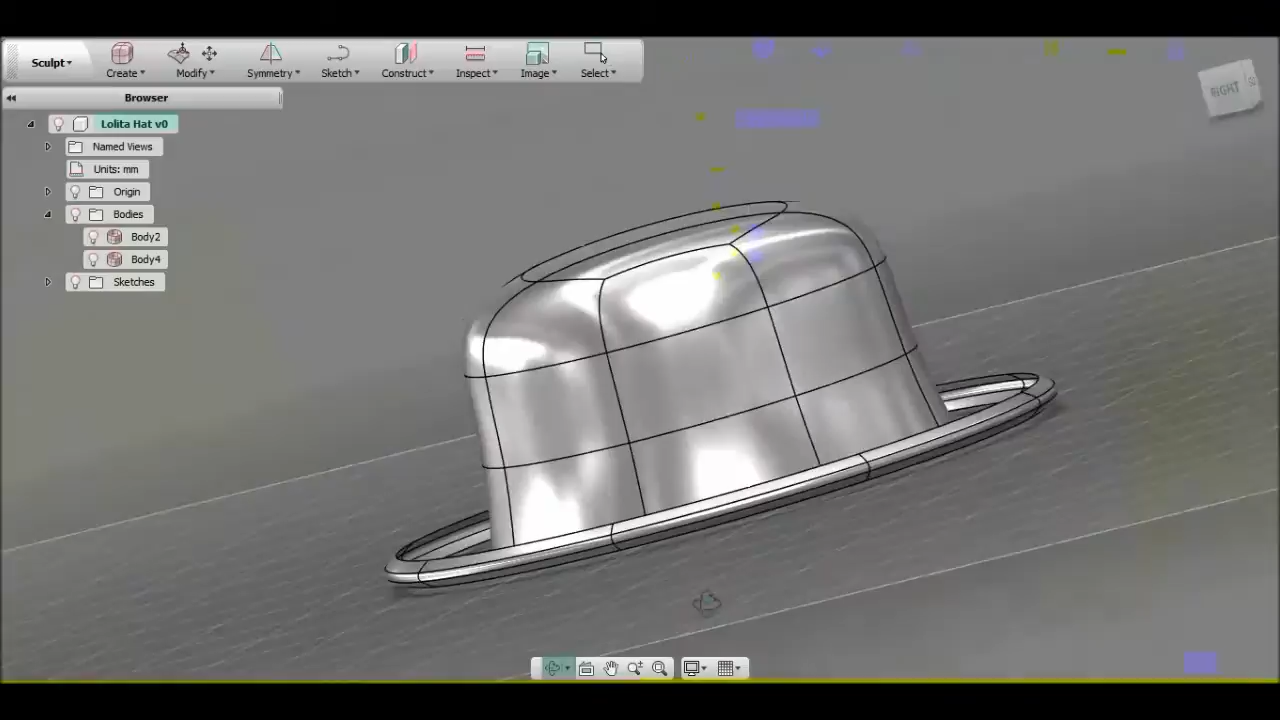 Sculpt
Create
Modify
Symmetry
Sketch
Construct
Inspect
Image
Select
Browser
RIGHT
Lolita Hat v0
Named Views
Units: mm
Origin
Bodies
Body2
Body4
Sketches